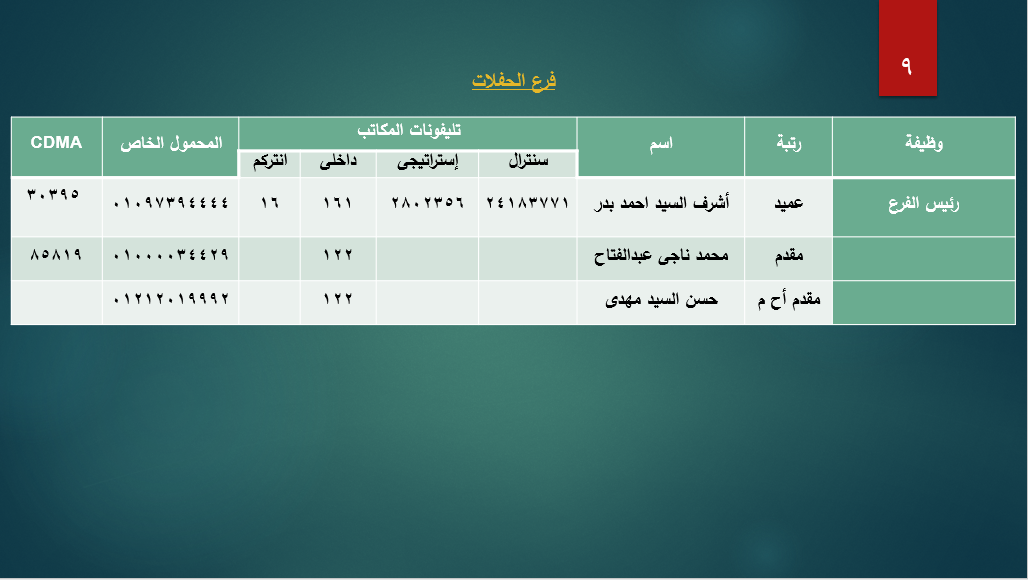 ٩
فرع الحفلات
وظيفة رتبة اسم تليفونات المكاتب المحمول الخاص CDMA
سنترال إستراتيجى داخلى انتركم
رئيس الفرع عميد أشرف السيد احمد بدر ٢٤١٨٣٧٧١ ٢٨٠٢٣٥٦ ١٦١ ١٦ ٠١٠٩٧٣٩٤٤٤٤ ٣٠٣٩٥
مقدم محمد ناجى عبدالفتاح ١٢٢ ٠١٠٠٠٠٣٤٤٢٩ ٨٥٨١٩
مقدم أح م حسن السيد مهدى ١٢٢ ٠١٢١٢٠١٩٩٩٢